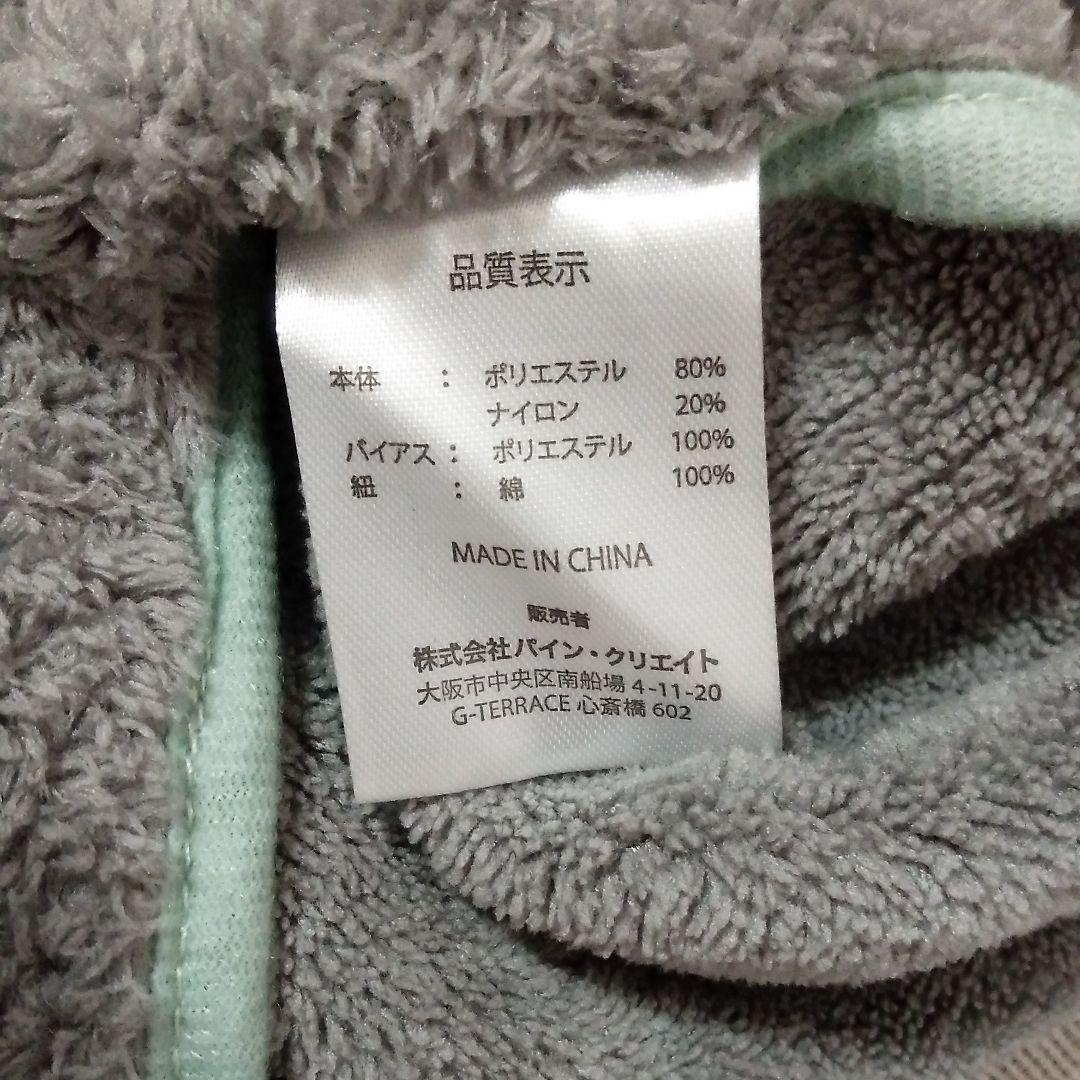 品質表示
本体 : ポリエステル 80%
ナイロン 20%
バイアス : ポリエステル 100%
紐 : 綿 100%
MADE IN CHINA
販売者
株式会社パイン・クリエイト
大阪市中央区南船場 4-11-20
G-TERRACE 心斎橋 602